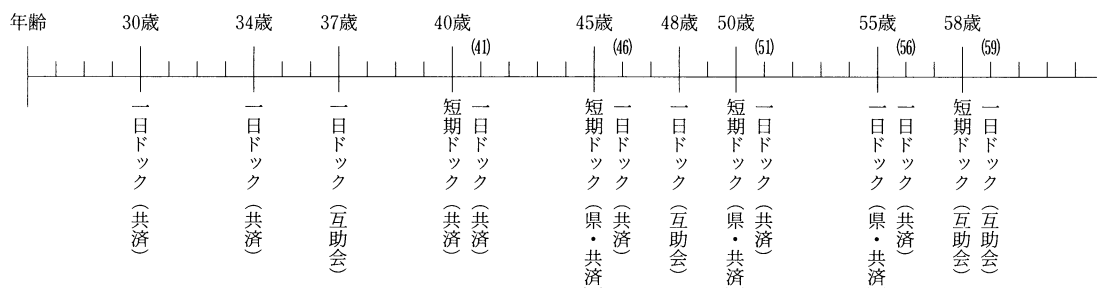 年齢 30歳 34歳 37歳 40歳 (41) 45歳 (46) 48歳 50歳 (51) 55歳 (56) 58歳 (59)
一日ドック（共済）
一日ドック（共済）
一日ドック（互助会）
短期ドック（共済）
一日ドック（共済）
短期ドック（県・共済
一日ドック（共済）
一日ドック（互助会）
短期ドック（県・共済
一日ドック（共済）
一日ドック（県・共済
一日ドック（共済）
短期ドック（互助会）
一日ドック（互助会）